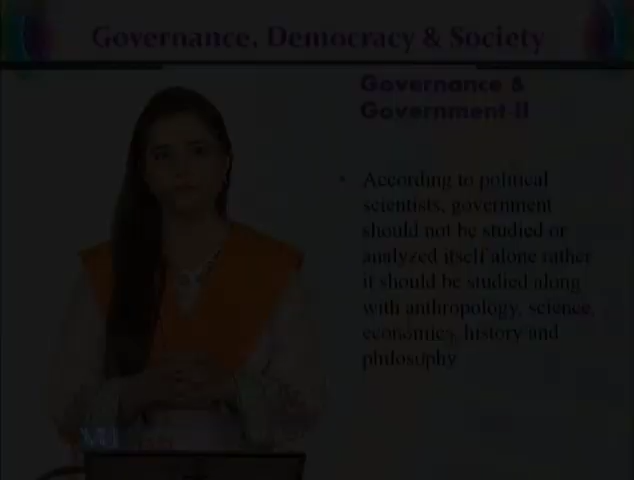 Governance, Democracy & Society
Governance &
Government II
• According to political
scientists, government
should not be studied or
analyzed itself alone rather
it should be studied along
with anthropology, science,
economics, history and
philosophy